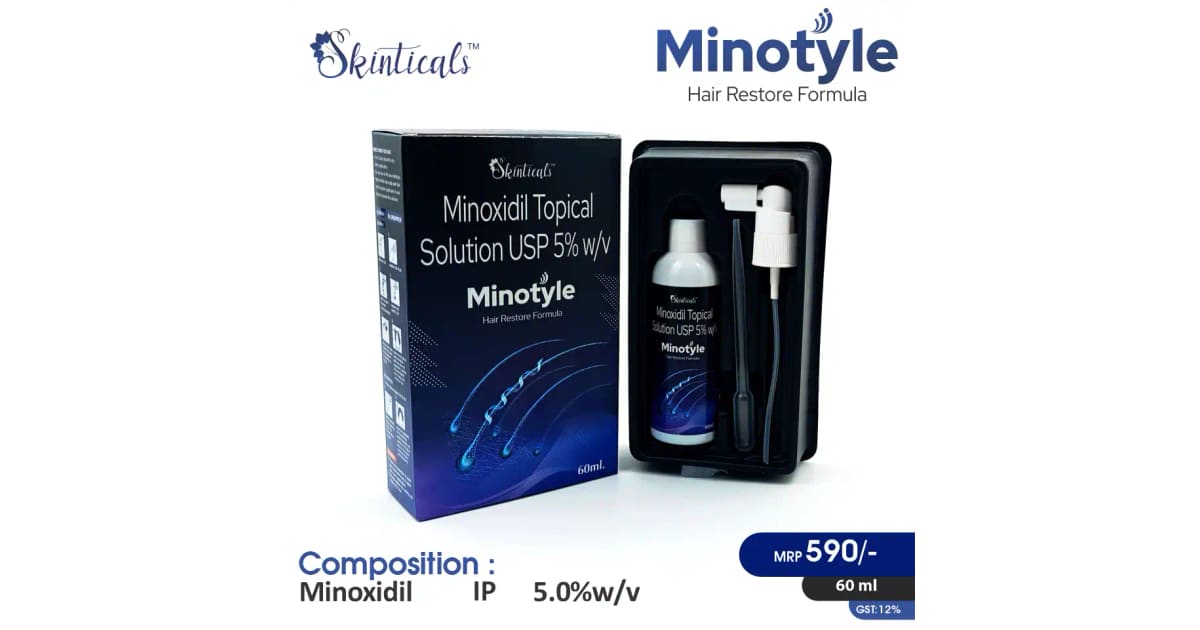 Skinticals™
Minotyle
Hair Restore Formula
Skinticals™
Minoxidil Topical
Solution USP 5% w/v
Minotyle
Hair Restore Formula
60ml.
Skinticals
Minoxidil Topical
Solution USP 5% w/v
Minotyle
Hair Restore Formula
Composition :
Minoxidil IP 5.0%w/v
MRP 590/-
60 ml
GST:12%